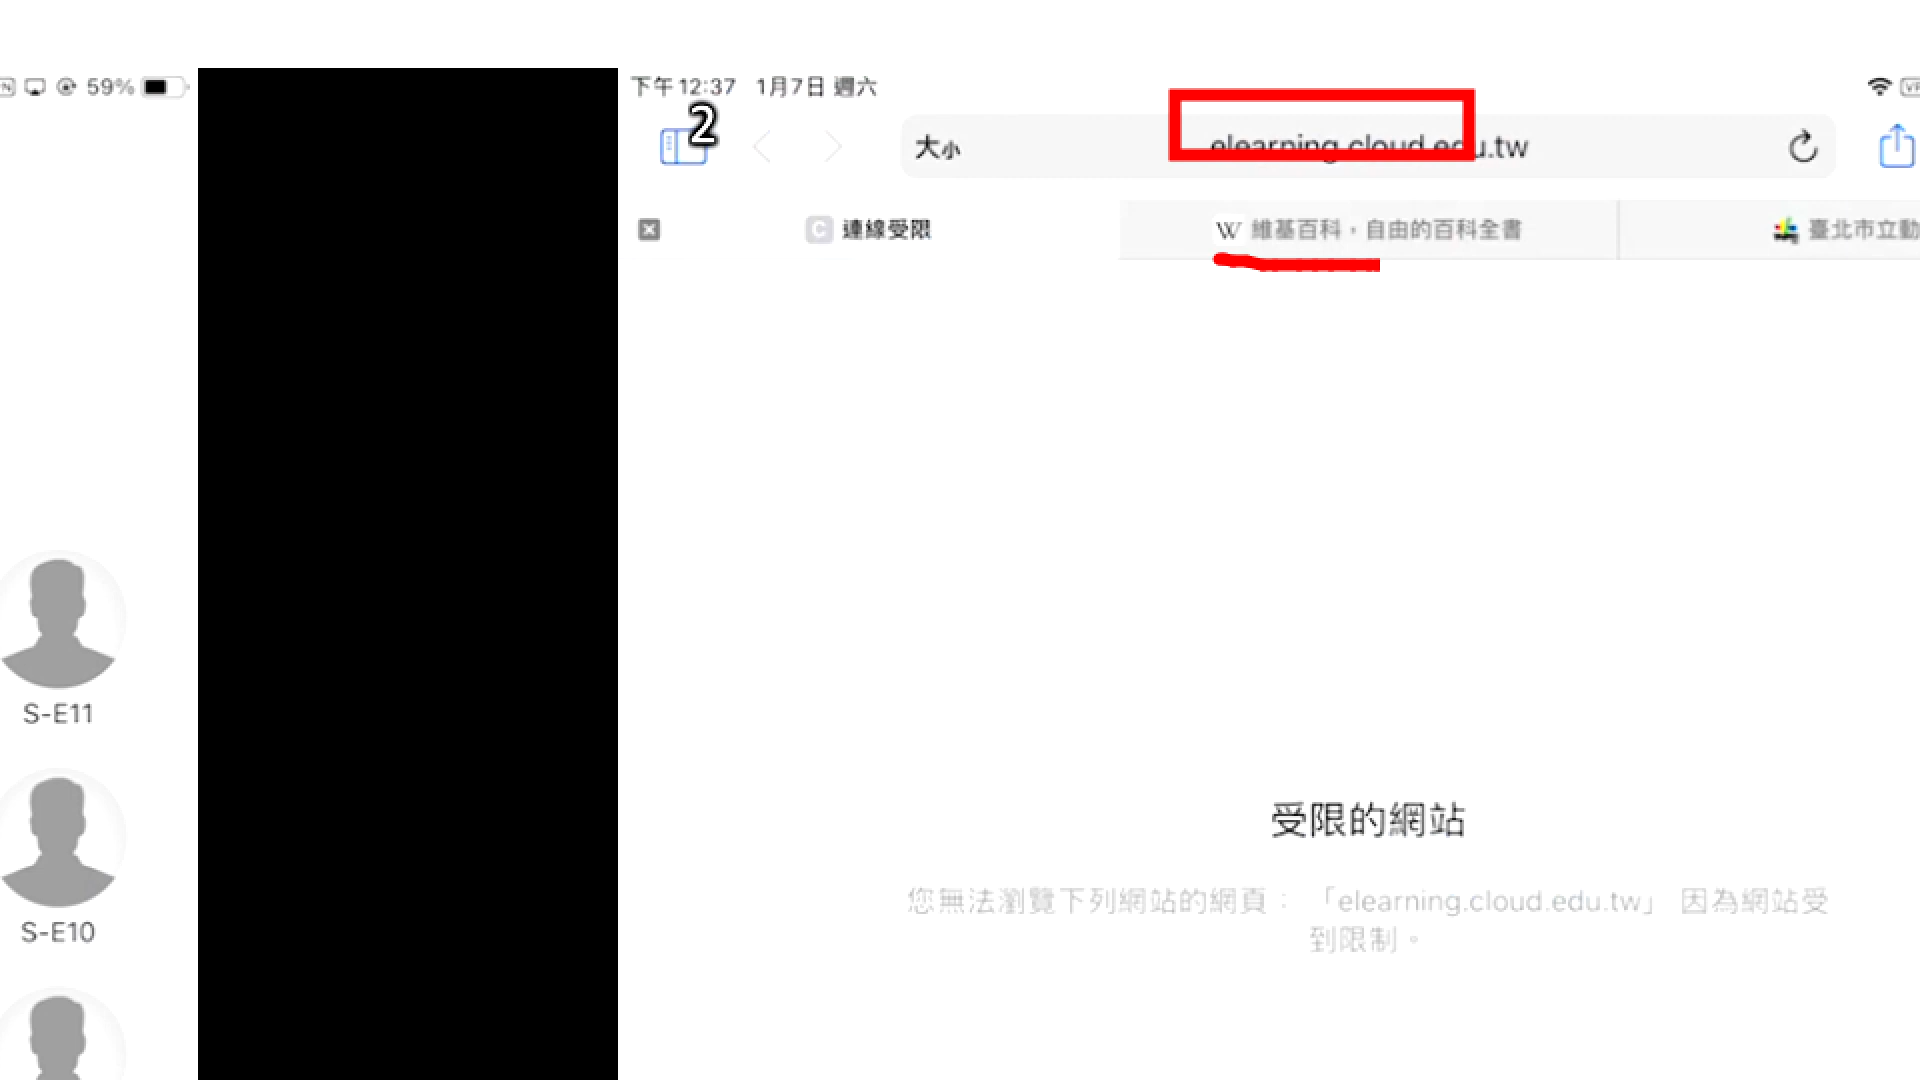 59%
S-E11
S-E10
下午12:37 1月7日 週六
2
大小
elearning.cloud.edu.tw
C 連線受限
W 維基百科,自由的百科全書
臺北市立動
受限的網站
您無法瀏覽下列網站的網頁:「elearning.cloud.edu.tw」 因為網站受
到限制。